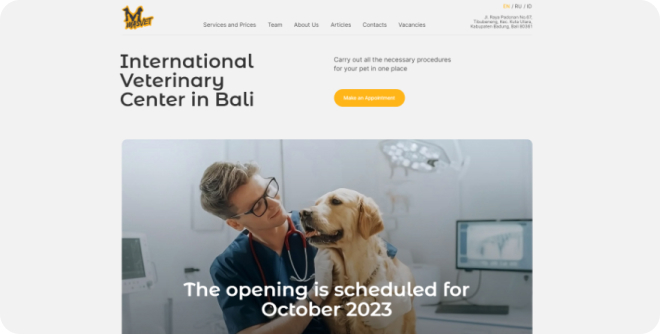 EN / RU / ID
Services and Prices
Team
About Us
Articles
Contacts
Vacancies
Jl. Raya Padonan No.67,
Tibubeneng, Kec. Kuta Utara,
Kabupaten Badung, Bali 80361
International
Veterinary
Center in Bali
Carry out all the necessary procedures
for your pet in one place
Make an Appointment
The opening is scheduled for
October 2023